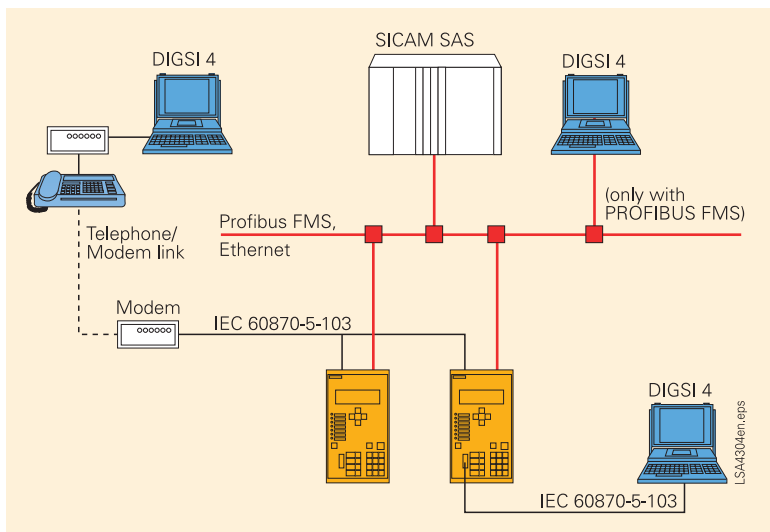 SICAM SAS
DIGSI 4
DIGSI 4
(only with
PROFIBUS FMS)
Profibus FMS,
Ethernet
Telephone/
Modem link
Modem
IEC 60870-5-103
DIGSI 4
IEC 60870-5-103
LSA4304en.eps